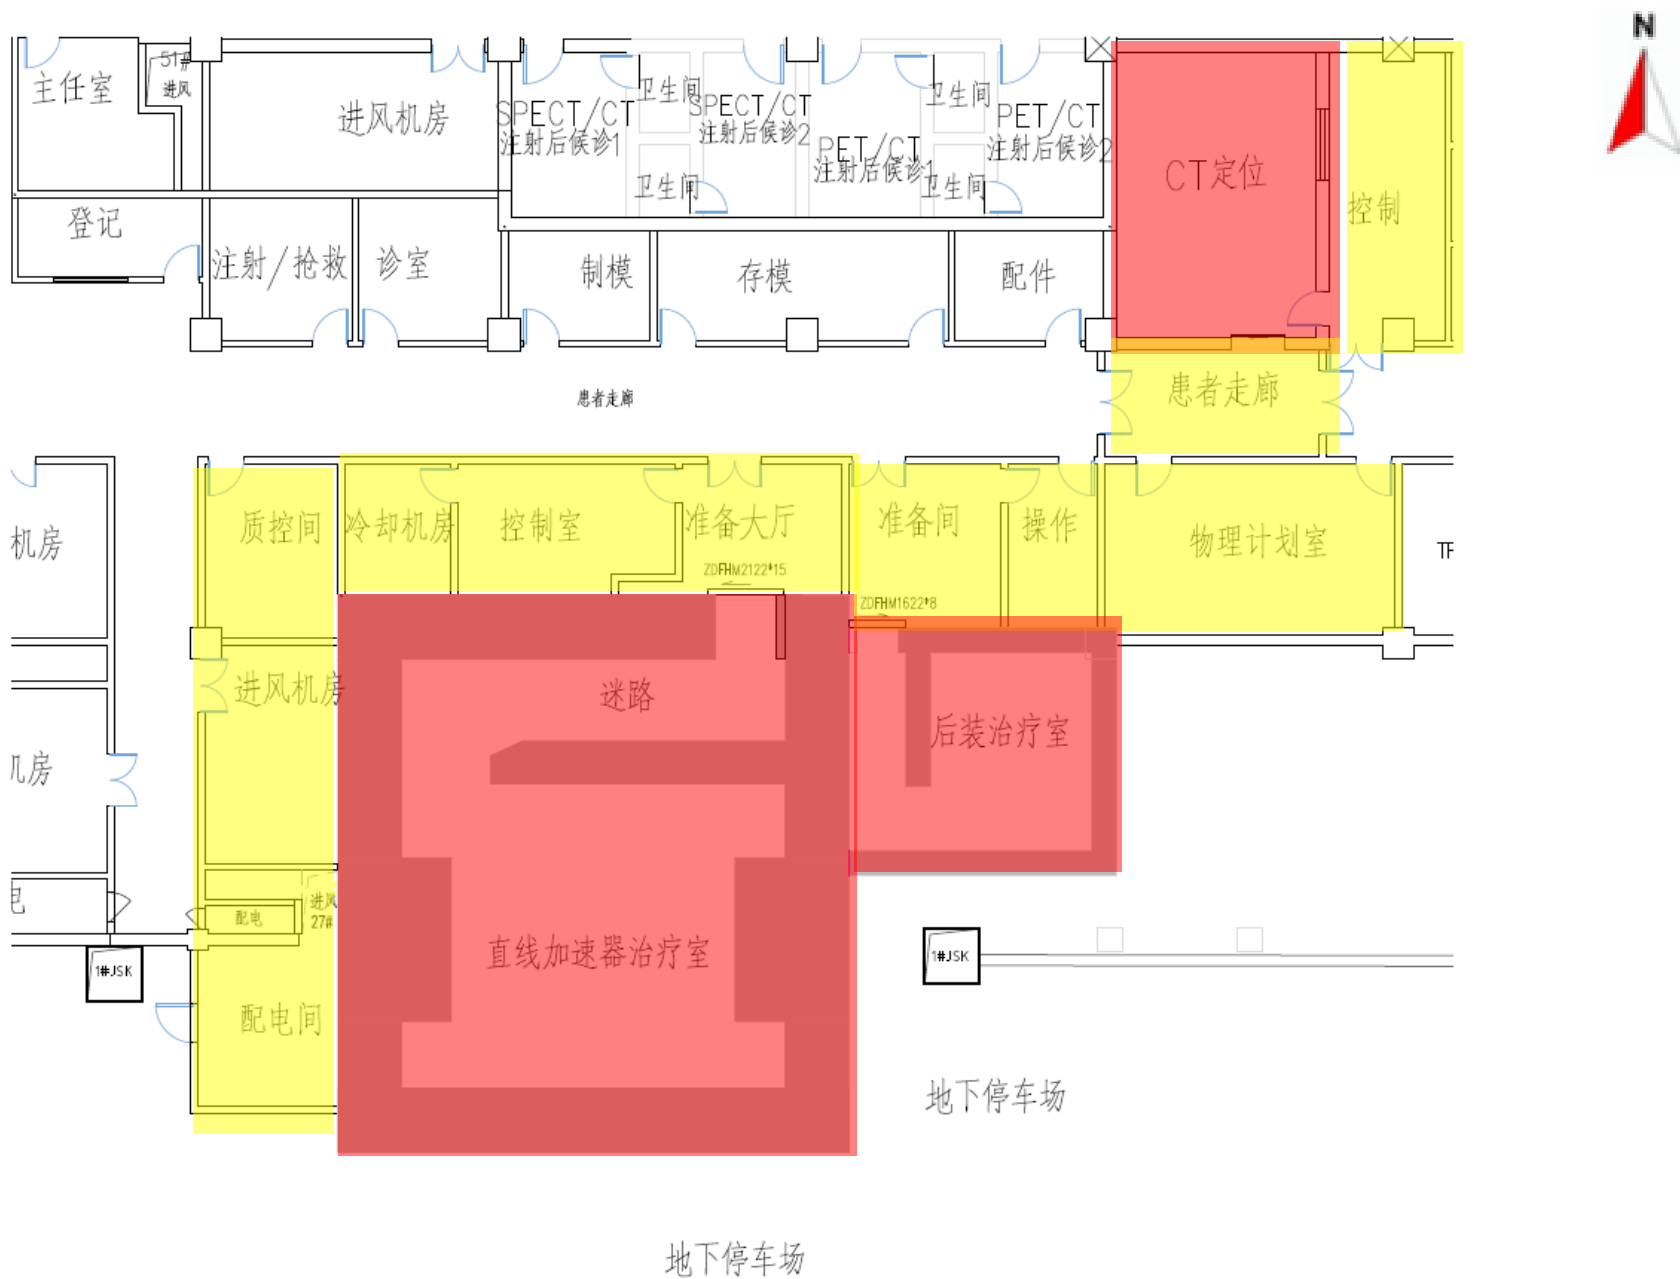 N
主任室
51#
进风
进风机房
SPECT/CT
注射后候诊1
卫生间
SPECT/CT
注射后候诊2
卫生间
PET/CT
注射后候诊1
卫生间
卫生间
PET/CT
注射后候诊2
CT定位
控制
登记
注射/抢救
诊室
制模
存模
配件
患者走廊
患者走廊
机房
质控间
冷却机房
控制室
准备大厅
ZDFHM2122*15
准备间
操作
ZDFHM1622*8
物理计划室
TP
进风机房
迷路
后装治疗室
机房
电
配电
进风
27#
1#JSK
直线加速器治疗室
1#JSK
配电间
地下停车场
地下停车场